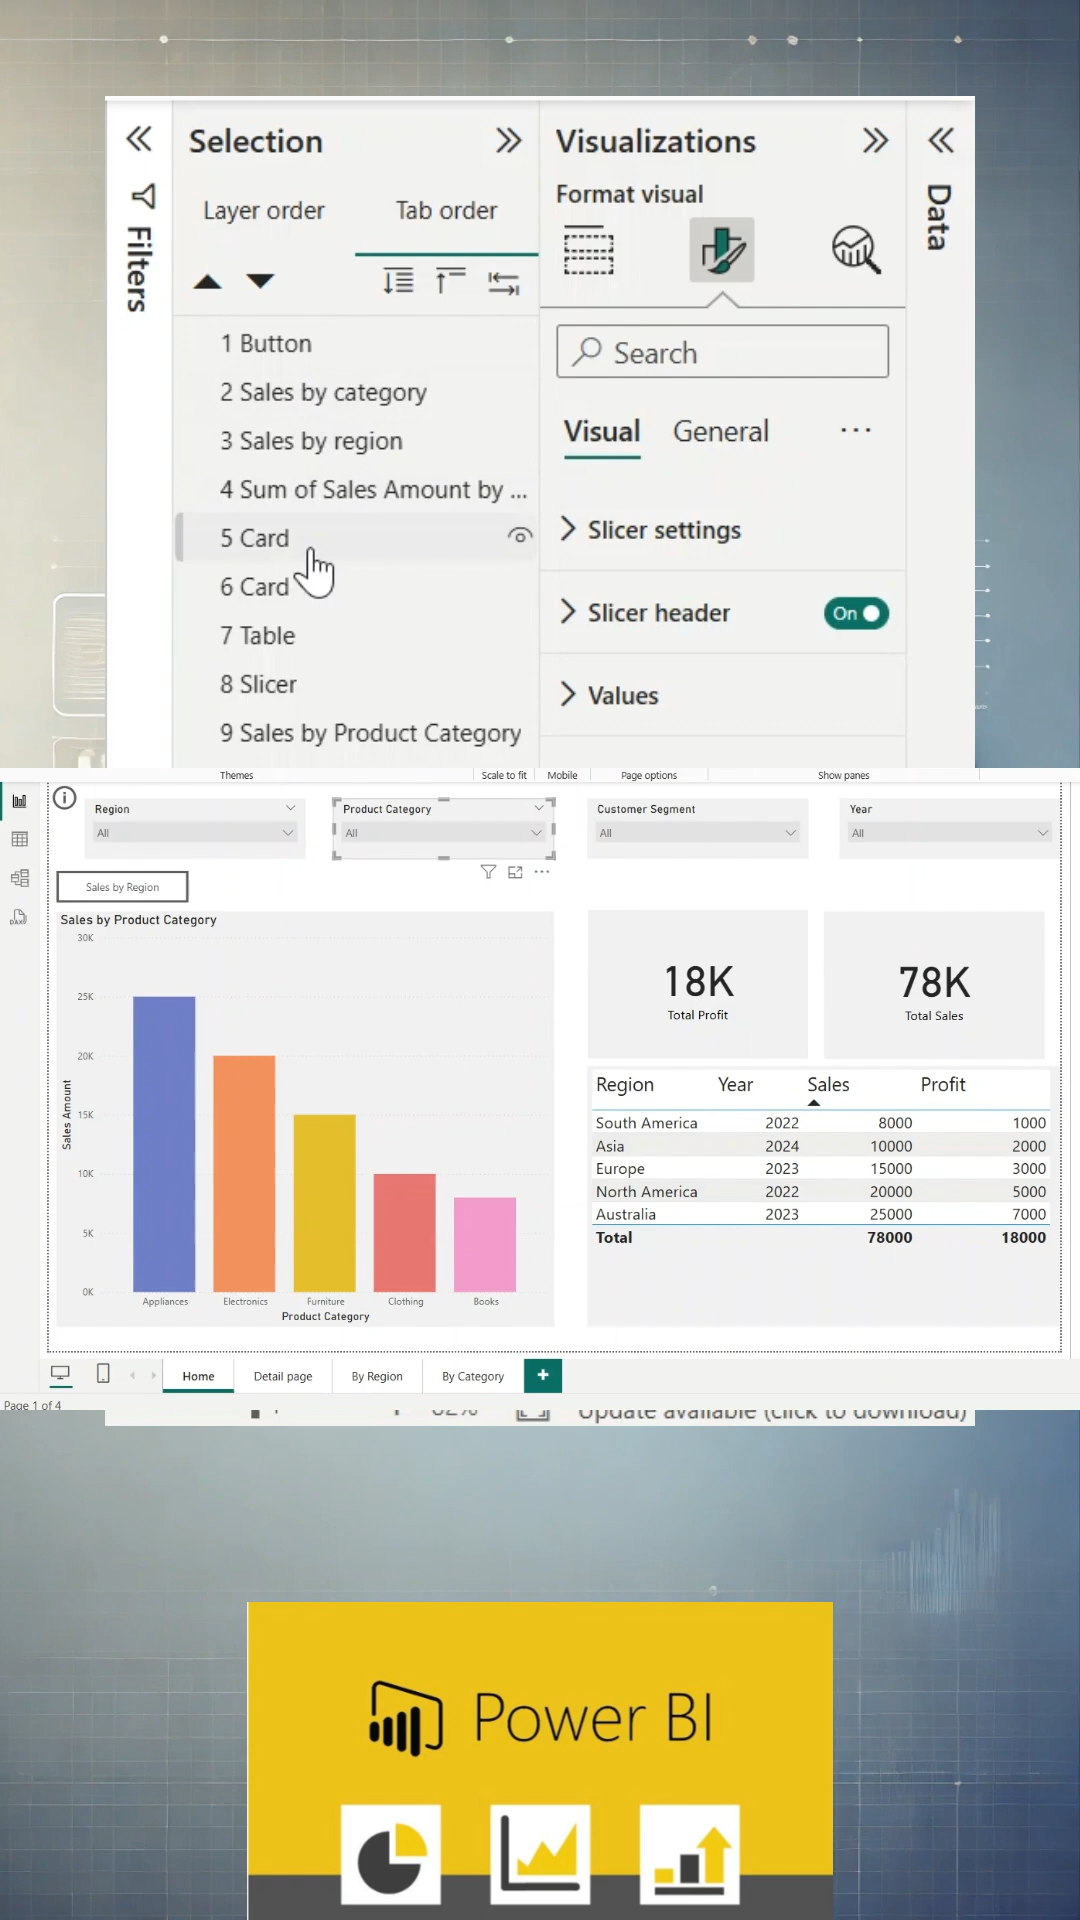 Filters
Selection
Layer order
Tab order
1 Button
2 Sales by category
3 Sales by region
4 Sum of Sales Amount by ...
5 Card
6 Card
7 Table
8 Slicer
9 Sales by Product Category
Visualizations
Format visual
Search
Visual
General
...
Slicer settings
Slicer header
On
Values
Data
Themes
Scale to fit
Mobile
Page options
Show panes
Region
All
Product Category
All
Customer Segment
All
Year
All
Sales by Region
Sales by Product Category
30K
25K
20K
15K
10K
5K
0K
Sales Amount
Appliances Electronics Furniture Clothing Books
Product Category
18K
Total Profit
78K
Total Sales
Region Year Sales Profit
South America 2022 8000 1000
Asia 2024 10000 2000
Europe 2023 15000 3000
North America 2022 20000 5000
Australia 2023 25000 7000
Total 78000 18000
Home
Detail page
By Region
By Category
+
Page 1 of 4
Update available (click to download)
Power BI